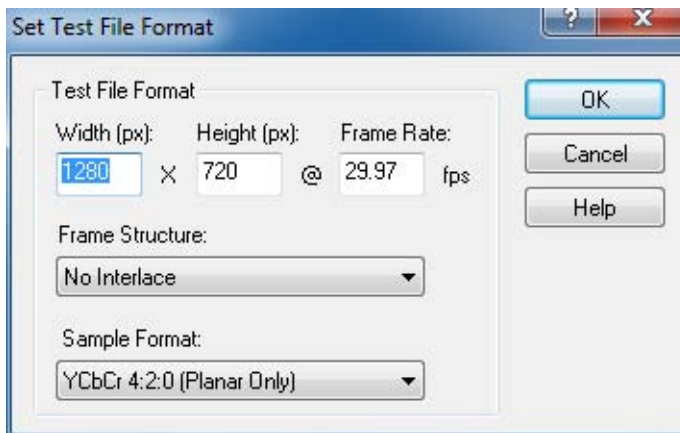 Set Test File Format
? X
Test File Format
OK
Width (px): Height (px): Frame Rate:
1280 X 720 @ 29.97 fps
Cancel
Help
Frame Structure:
No Interlace
Sample Format:
YCbCr 4:2:0 (Planar Only)